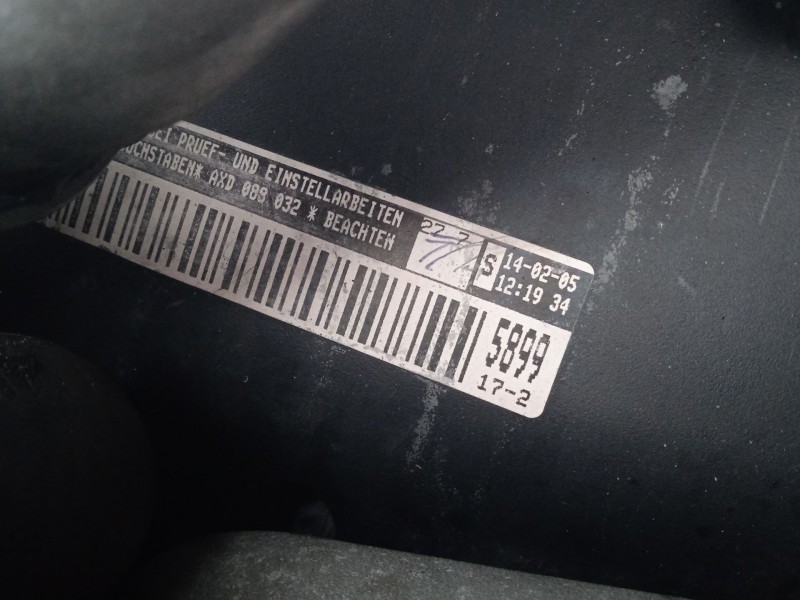 PRUEF- UND EINSTELLARBEITEN
AXD 089 032 * BEACHTEN
S
14-02-05
12:19 34
5899
17-2